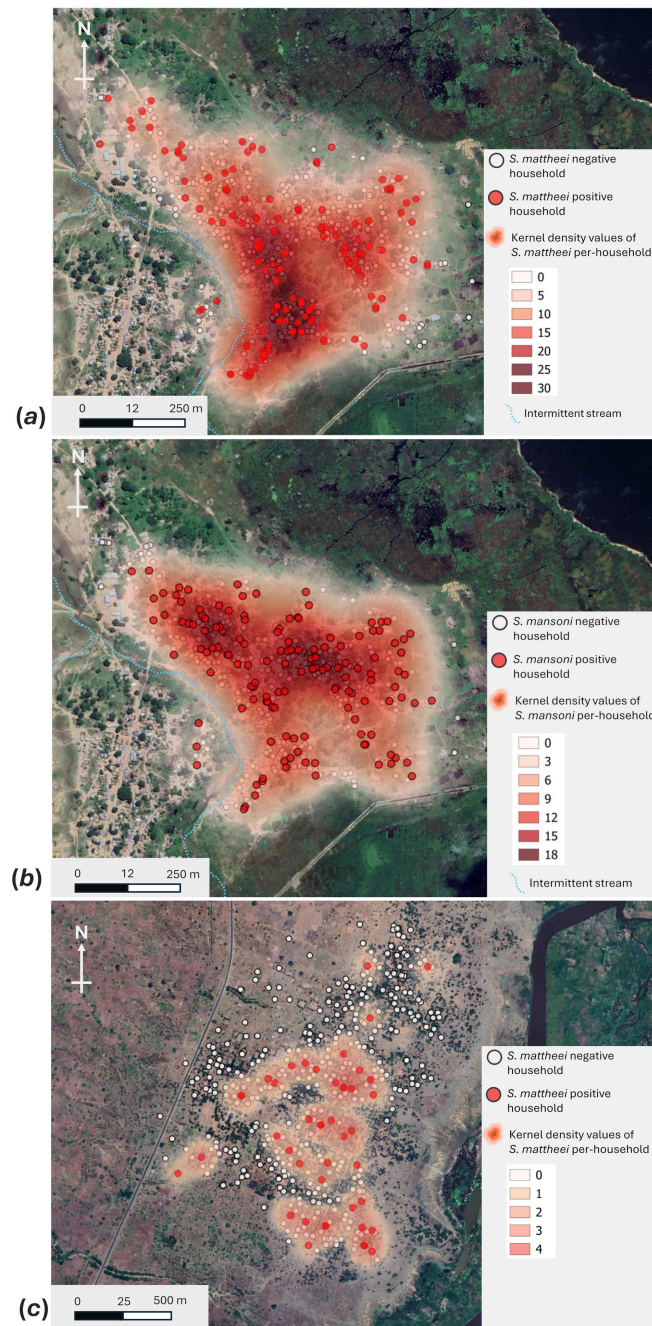 N
S. mattheei negative
household
S. mattheei positive
household
Kernel density values of
S. mattheei per-household
0
5
10
15
20
25
30
Intermittent stream
0 12 250 m
(a)
N
S. mansoni negative
household
S. mansoni positive
household
Kernel density values of
S. mansoni per-household
0
3
6
9
12
15
18
Intermittent stream
0 12 250 m
(b)
N
S. mattheei negative
household
S. mattheei positive
household
Kernel density values of
S. mattheei per-household
0
1
2
3
4
0 25 500 m
(c)